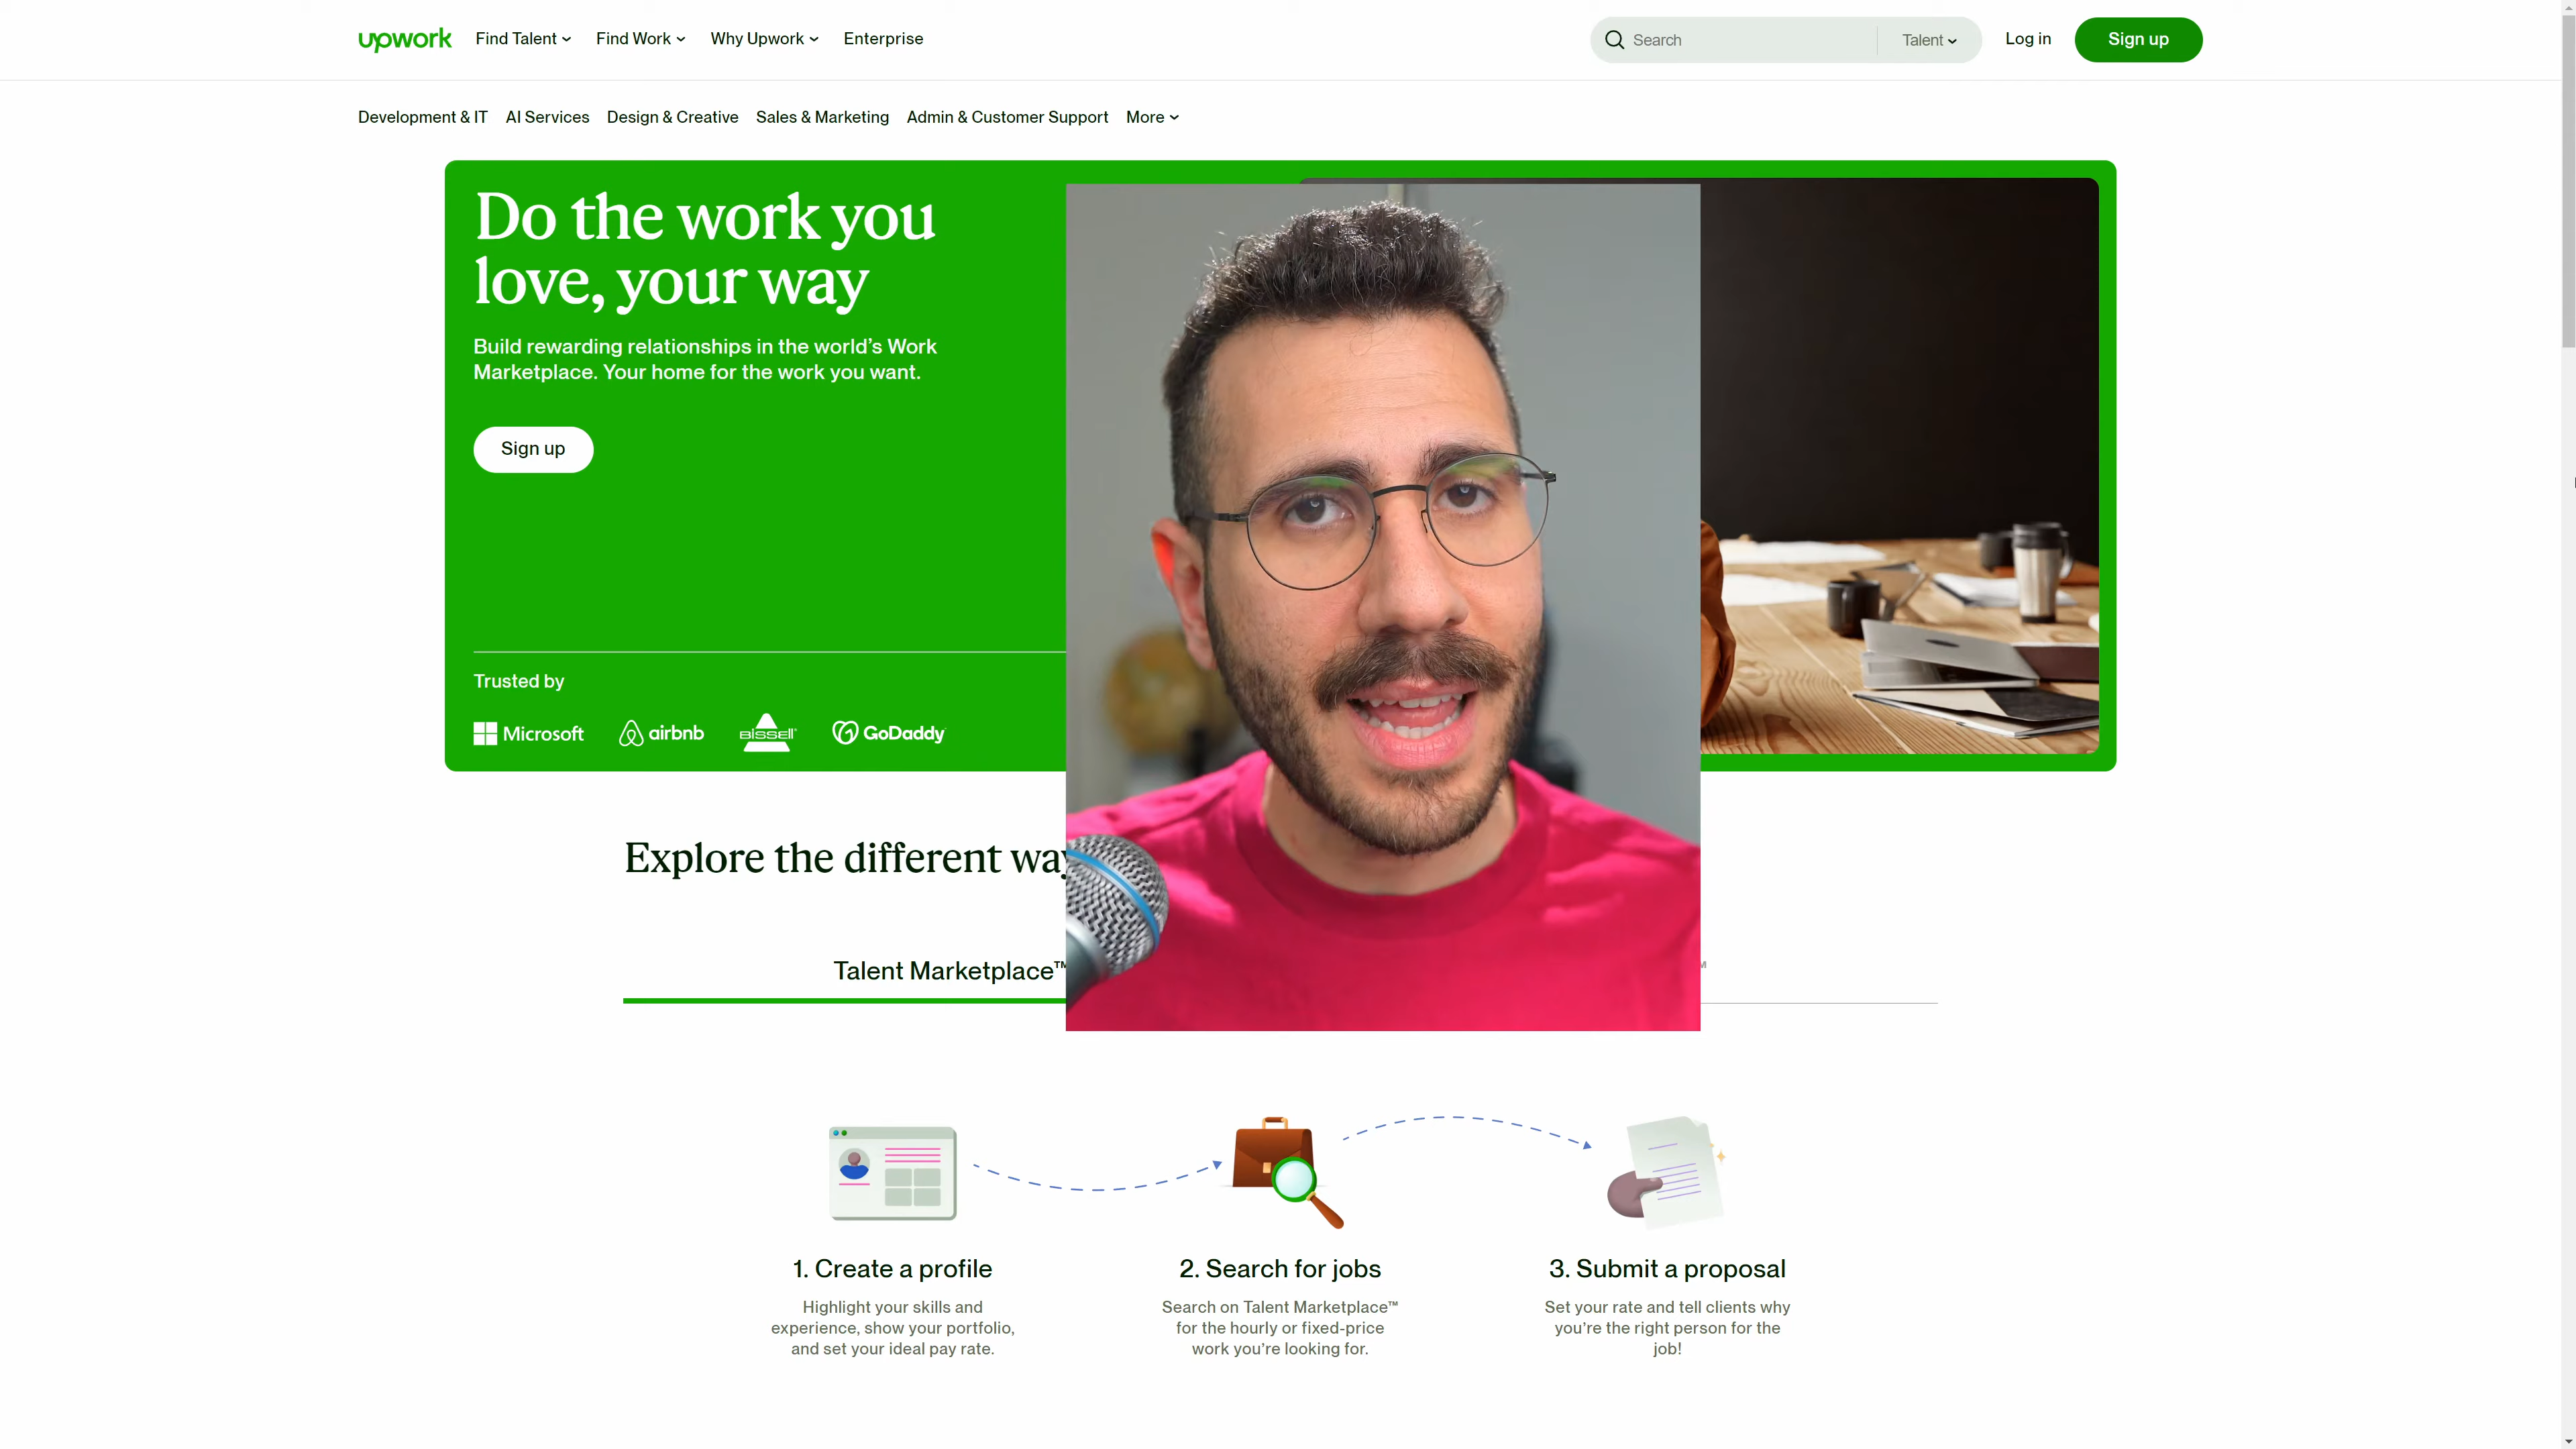 upwork Find Talent Find Work Why Upwork Enterprise Search Talent Log in Sign up
Development & IT AI Services Design & Creative Sales & Marketing Admin & Customer Support More
Do the work you
love, your way
Build rewarding relationships in the world's Work
Marketplace. Your home for the work you want.
Sign up
Trusted by
Microsoft airbnb BISSELL GoDaddy
Explore the different
Talent Marketplace™
1. Create a profile
Highlight your skills and
experience, show your portfolio,
and set your ideal pay rate.
2. Search for jobs
Search on Talent Marketplace™
for the hourly or fixed-price
work you're looking for.
3. Submit a proposal
Set your rate and tell clients why
you're the right person for the
job!